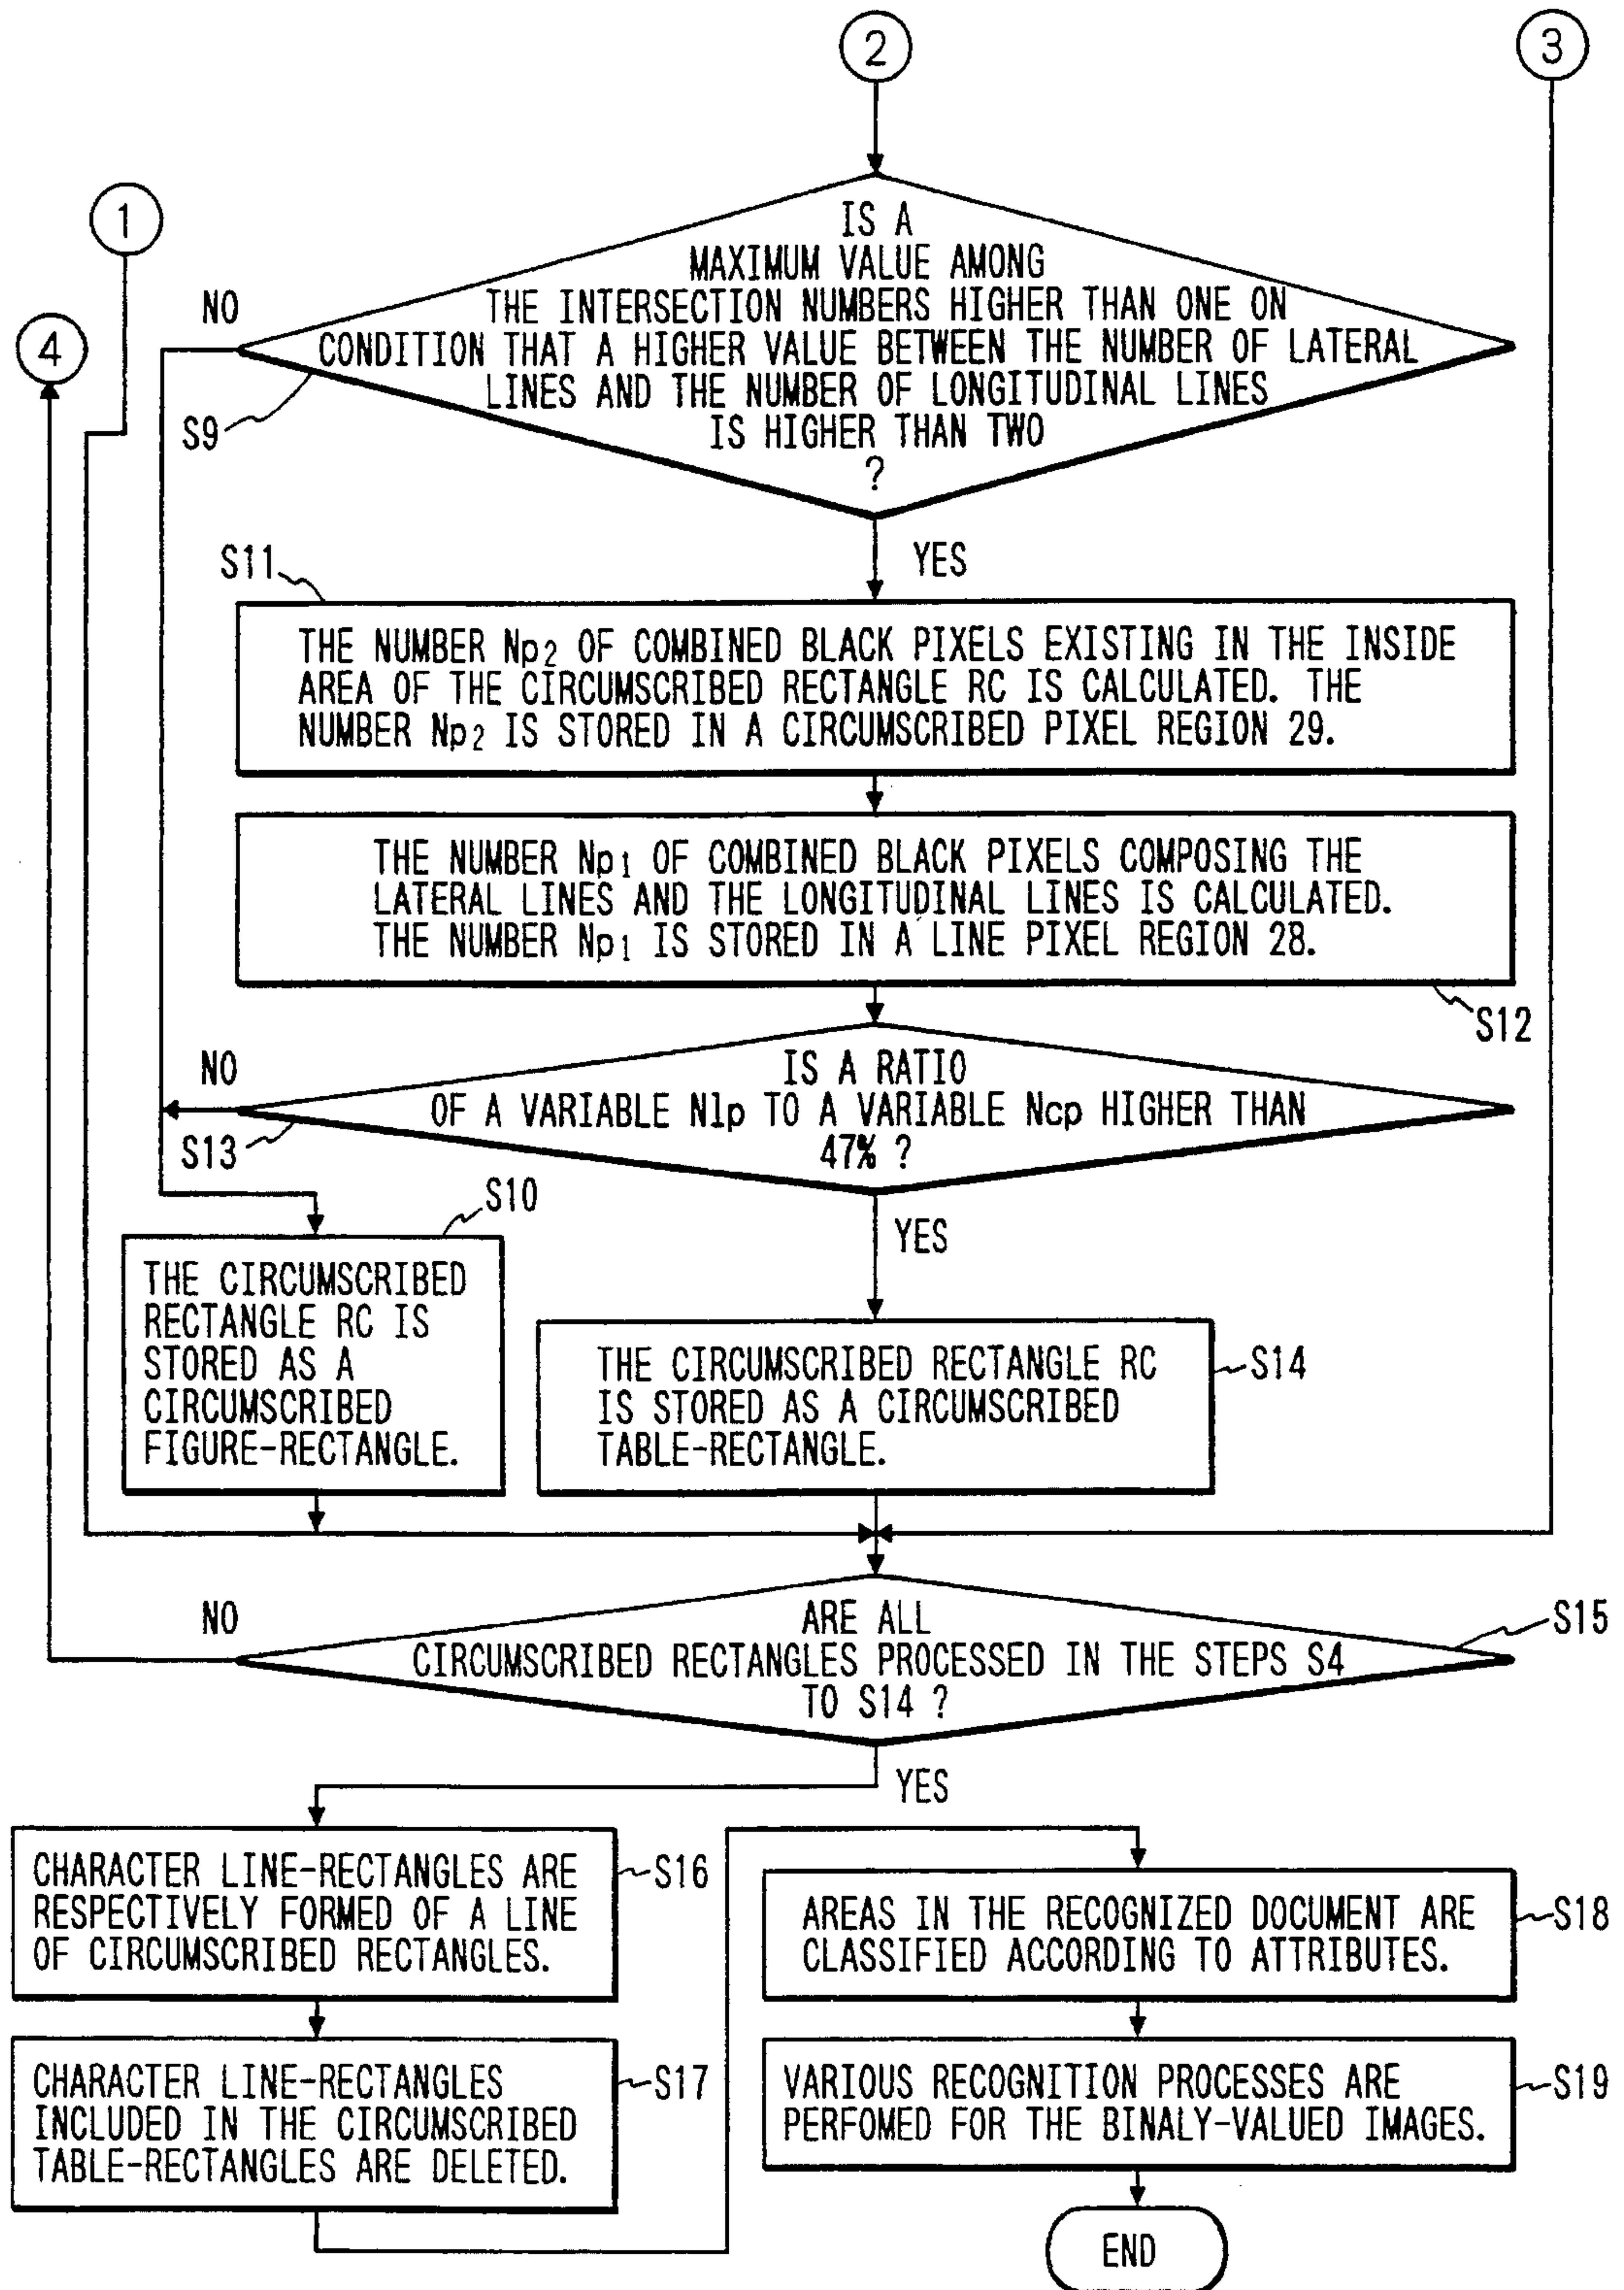 2
3
1
4
IS A
MAXIMUM VALUE AMONG
THE INTERSECTION NUMBERS HIGHER THAN ONE ON
CONDITION THAT A HIGHER VALUE BETWEEN THE NUMBER OF LATERAL
LINES AND THE NUMBER OF LONGITUDINAL LINES
IS HIGHER THAN TWO
?
NO
S9
YES
S11
THE NUMBER Np2 OF COMBINED BLACK PIXELS EXISTING IN THE INSIDE
AREA OF THE CIRCUMSCRIBED RECTANGLE RC IS CALCULATED. THE
NUMBER Np2 IS STORED IN A CIRCUMSCRIBED PIXEL REGION 29.
THE NUMBER Np1 OF COMBINED BLACK PIXELS COMPOSING THE
LATERAL LINES AND THE LONGITUDINAL LINES IS CALCULATED.
THE NUMBER Np1 IS STORED IN A LINE PIXEL REGION 28.
S12
NO
IS A RATIO
OF A VARIABLE Nlp TO A VARIABLE Ncp HIGHER THAN
47% ?
S13
YES
S10
THE CIRCUMSCRIBED
RECTANGLE RC IS
STORED AS A
CIRCUMSCRIBED
FIGURE-RECTANGLE.
THE CIRCUMSCRIBED RECTANGLE RC
IS STORED AS A CIRCUMSCRIBED
TABLE-RECTANGLE.
S14
NO
ARE ALL
CIRCUMSCRIBED RECTANGLES PROCESSED IN THE STEPS S4
TO S14 ?
S15
YES
CHARACTER LINE-RECTANGLES ARE
RESPECTIVELY FORMED OF A LINE
OF CIRCUMSCRIBED RECTANGLES.
S16
CHARACTER LINE-RECTANGLES
INCLUDED IN THE CIRCUMSCRIBED
TABLE-RECTANGLES ARE DELETED.
S17
AREAS IN THE RECOGNIZED DOCUMENT ARE
CLASSIFIED ACCORDING TO ATTRIBUTES.
S18
VARIOUS RECOGNITION PROCESSES ARE
PERFOMED FOR THE BINALY-VALUED IMAGES.
S19
END